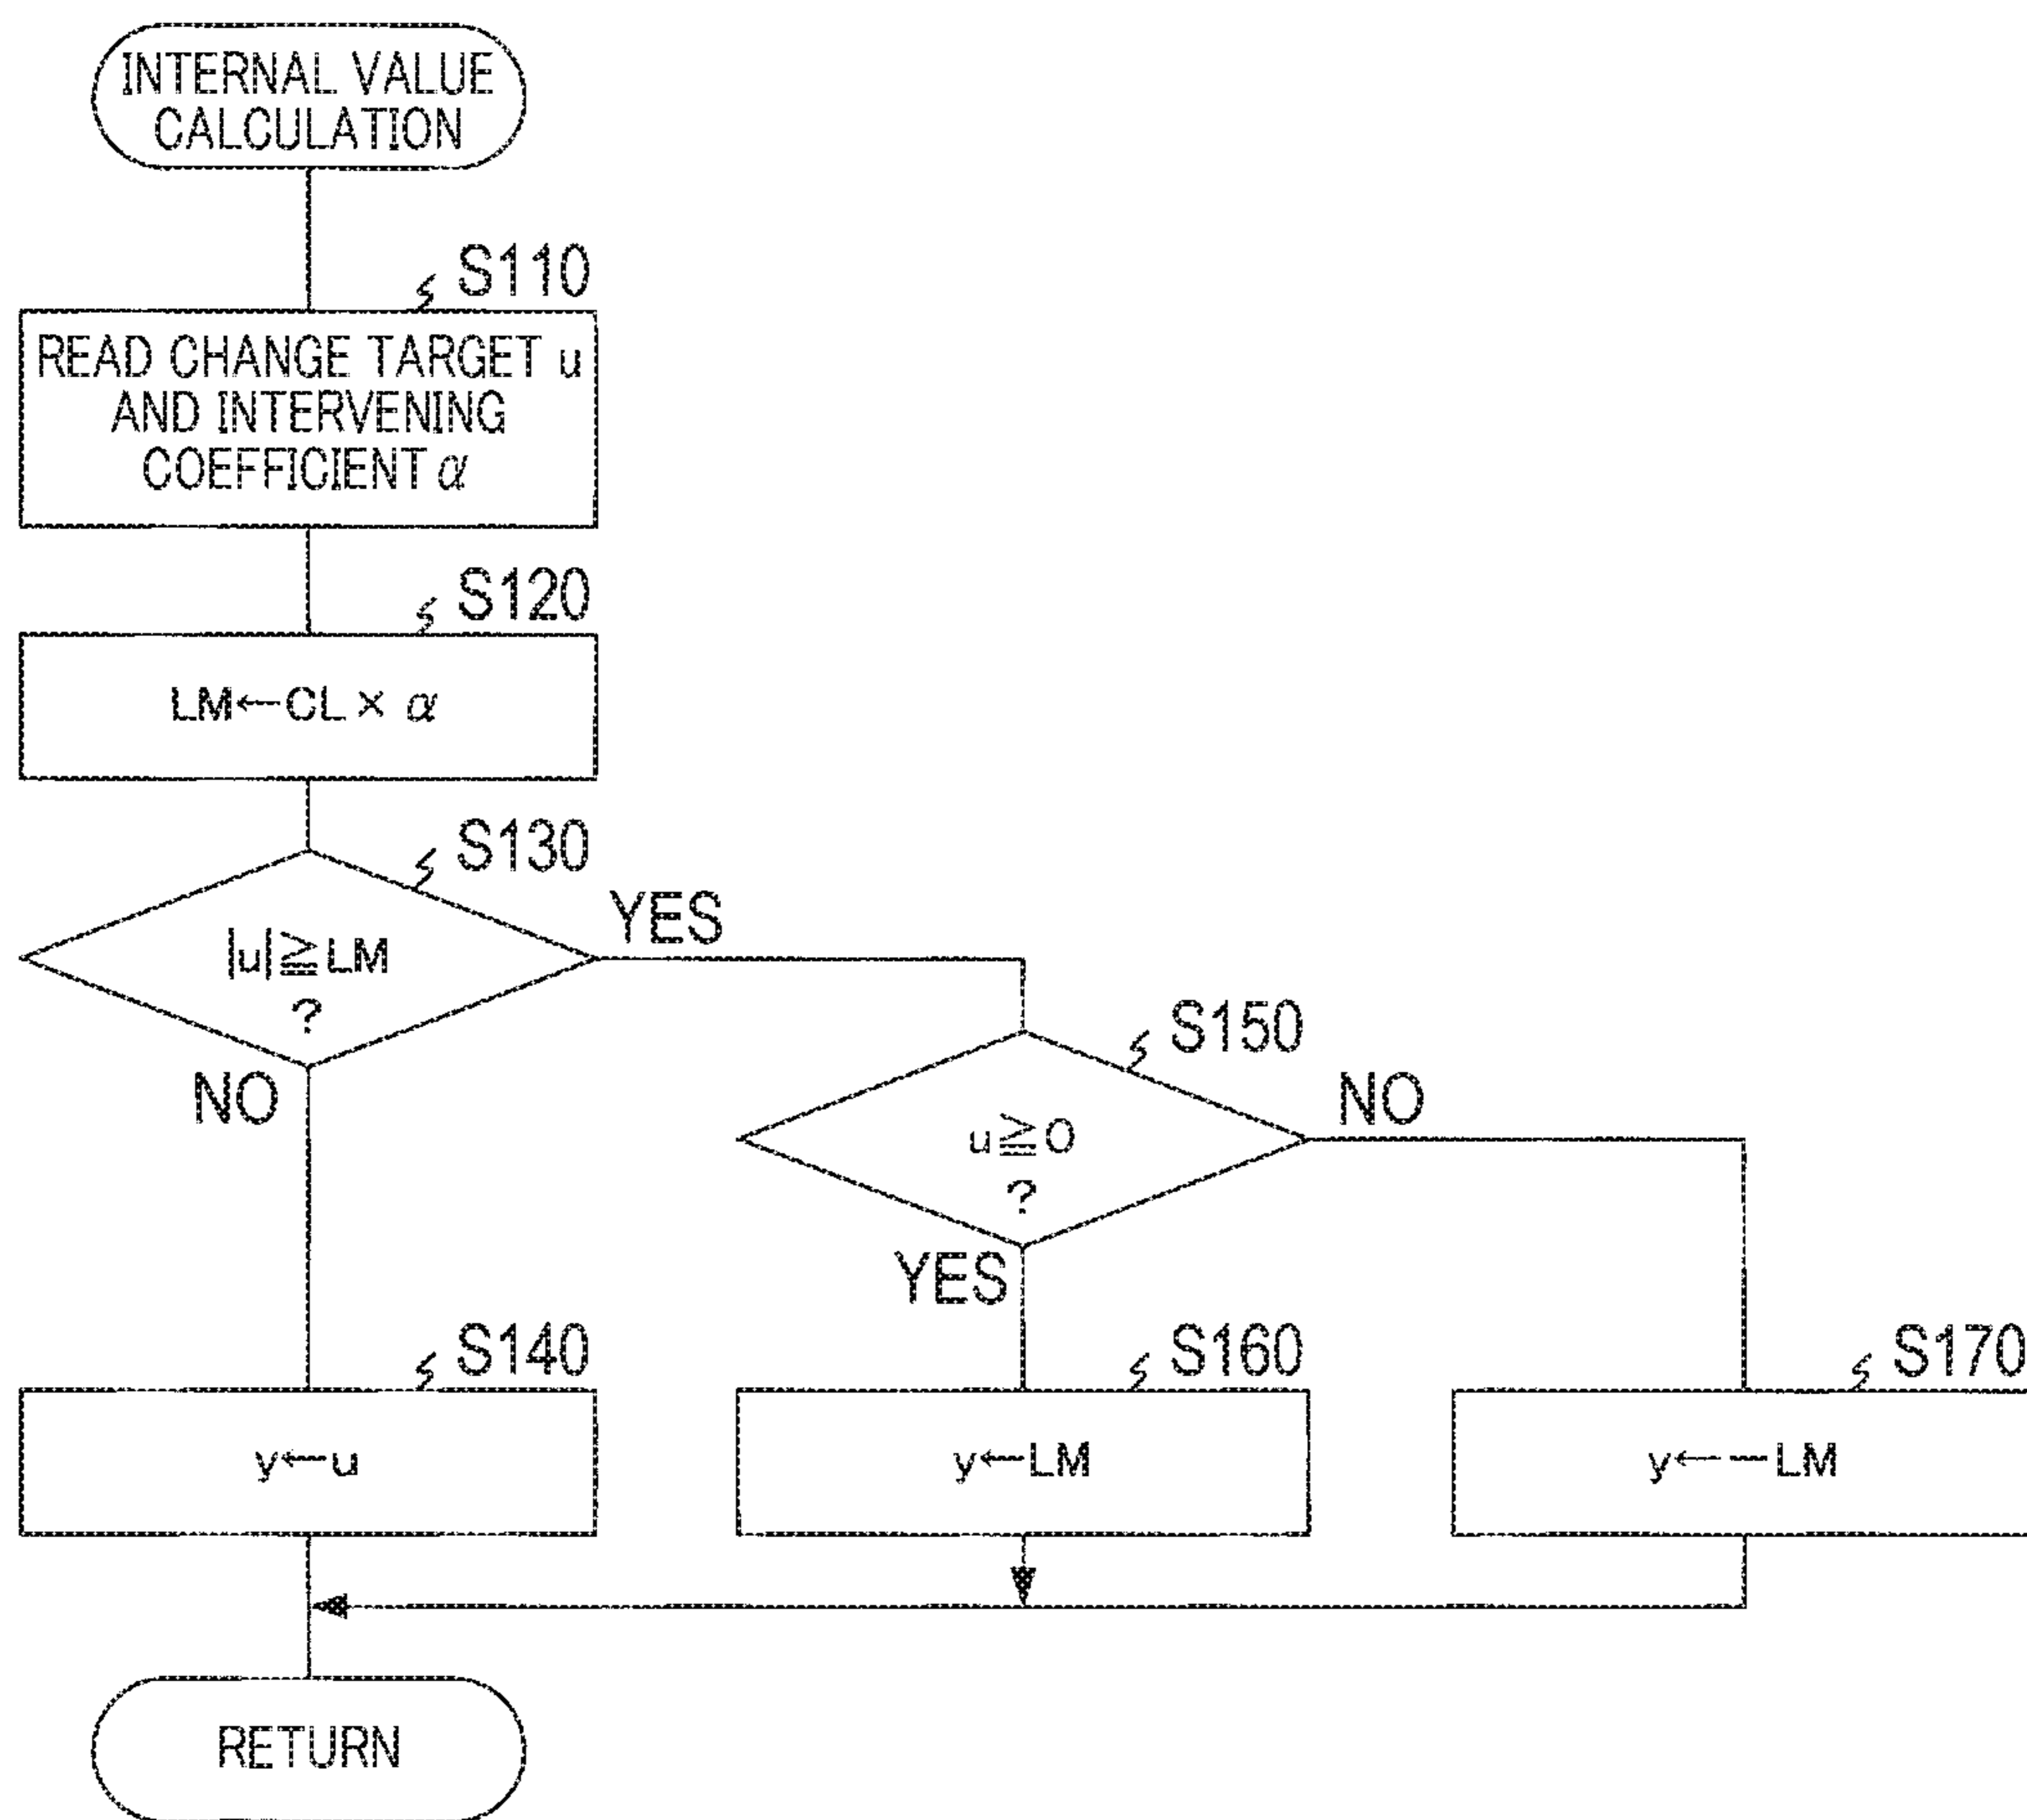 INTERNAL VALUE
CALCULATION
S110
READ CHANGE TARGET u
AND INTERVENING
COEFFICIENT α
S120
LM←CL × α
S130
|u|≧LM
?
YES
NO
S150
u≧0
?
NO
YES
S140
y←u
S160
y←LM
S170
y←−LM
RETURN